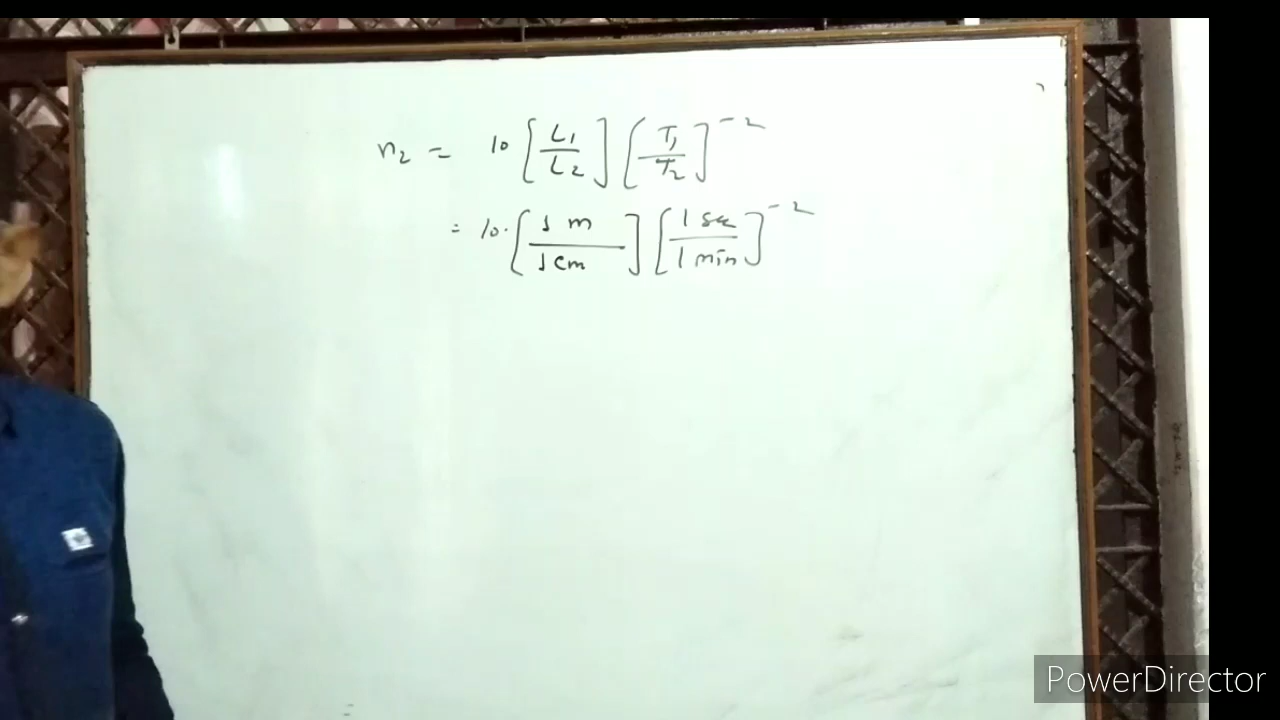 n₂ = 10 [L₁/L₂] [T₁/T₂]⁻²
= 10. [1 m/1 cm] [1 sec/1 min]⁻²
PowerDirector